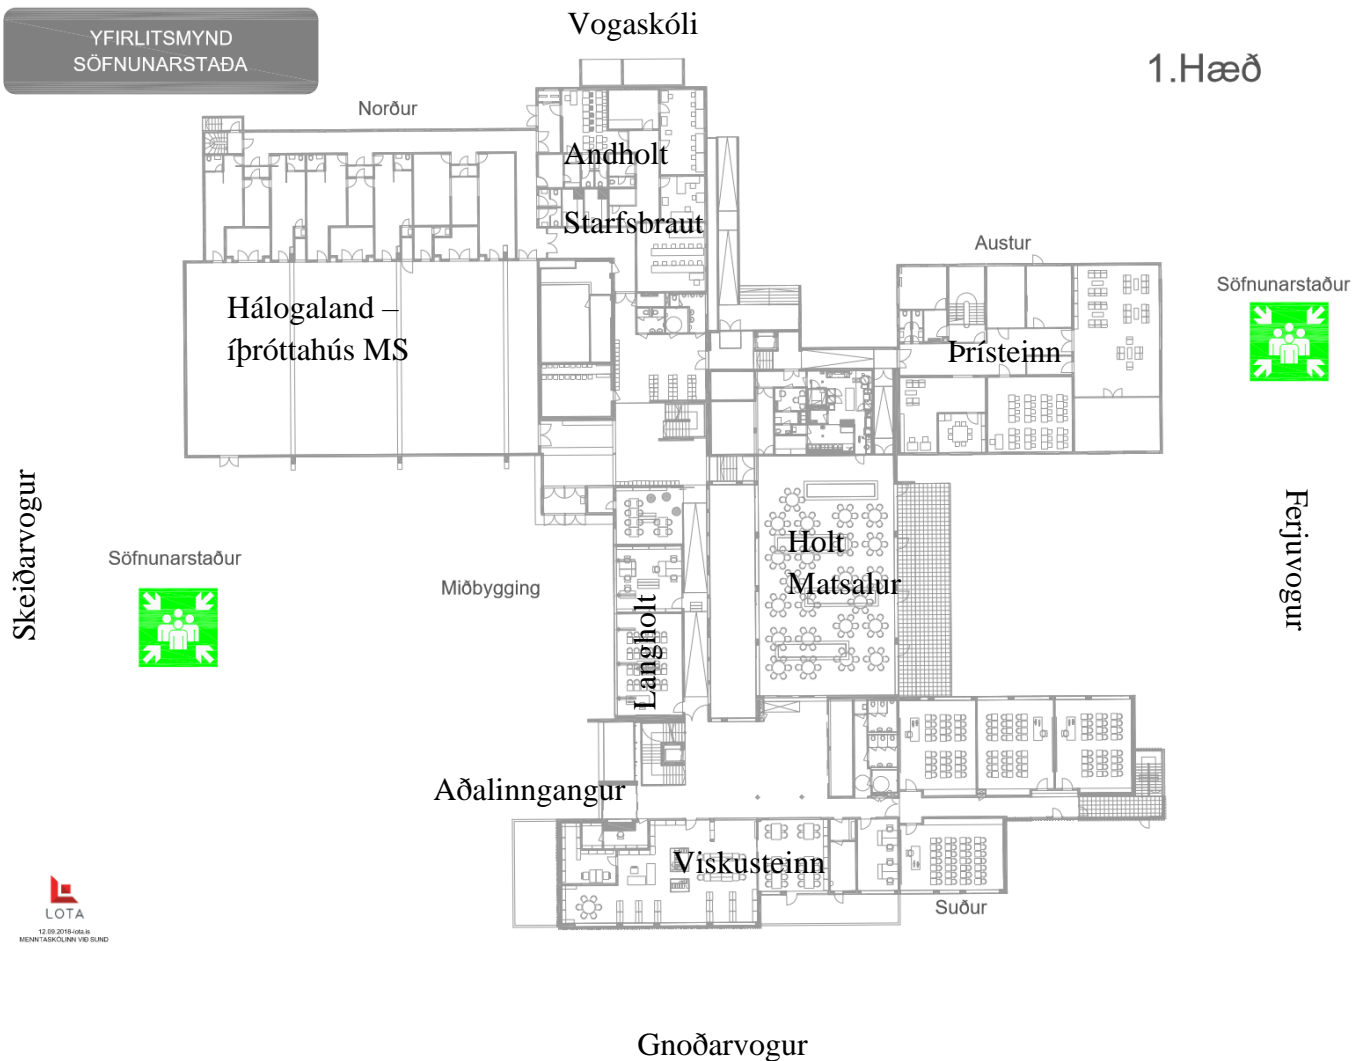 YFIRLITSMYND
SÖFNUNARSTAÐA
Vogaskóli
1.Hæð
Norður
Andholt
Starfsbraut
Austur
Söfnunarstaður
Hálogaland –
íþróttahús MS
Þrísteinn
Skeiðarvogur
Ferjuvogur
Söfnunarstaður
Miðbygging
Holt
Matsalur
Langholt
Aðalinngangur
Viskusteinn
Suður
LOTA
12.09.2018-lota.is
MENNTASKÓLINN VIÐ SUND
Gnoðarvogur